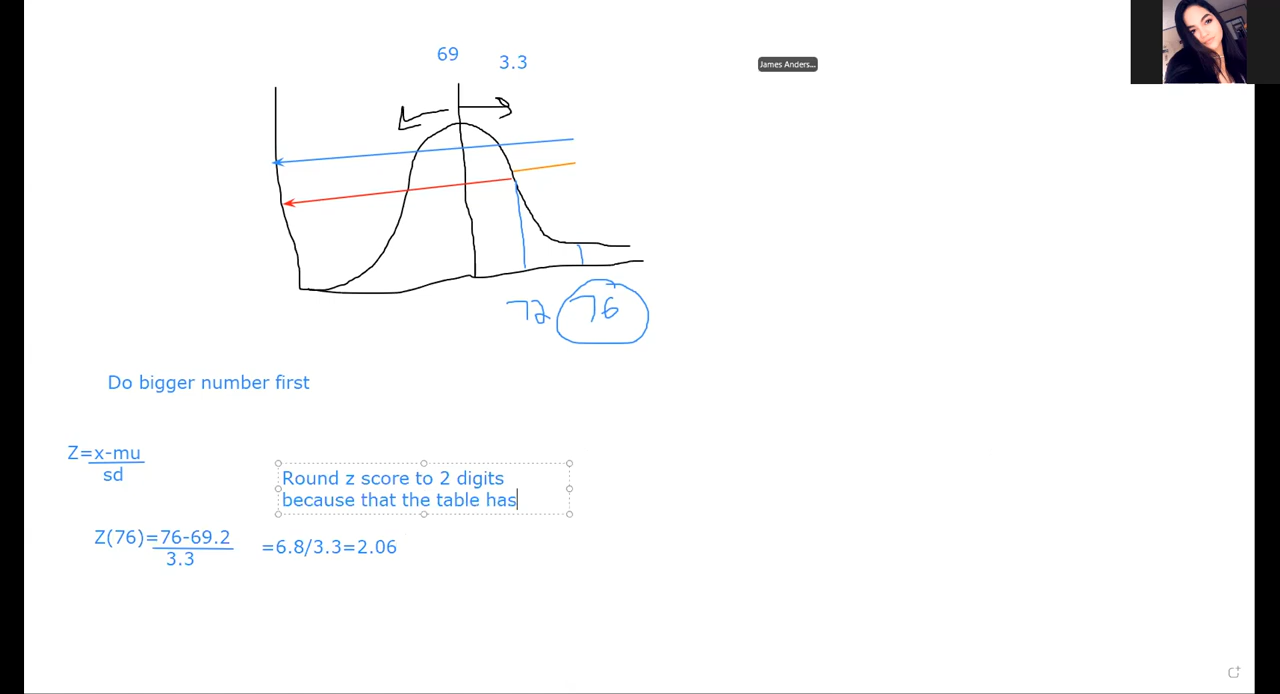 69
3.3
James Anders...
72
76
Do bigger number first
Z=x-mu
sd
Round z score to 2 digits
because that the table has
Z(76)=76-69.2
3.3
=6.8/3.3=2.06